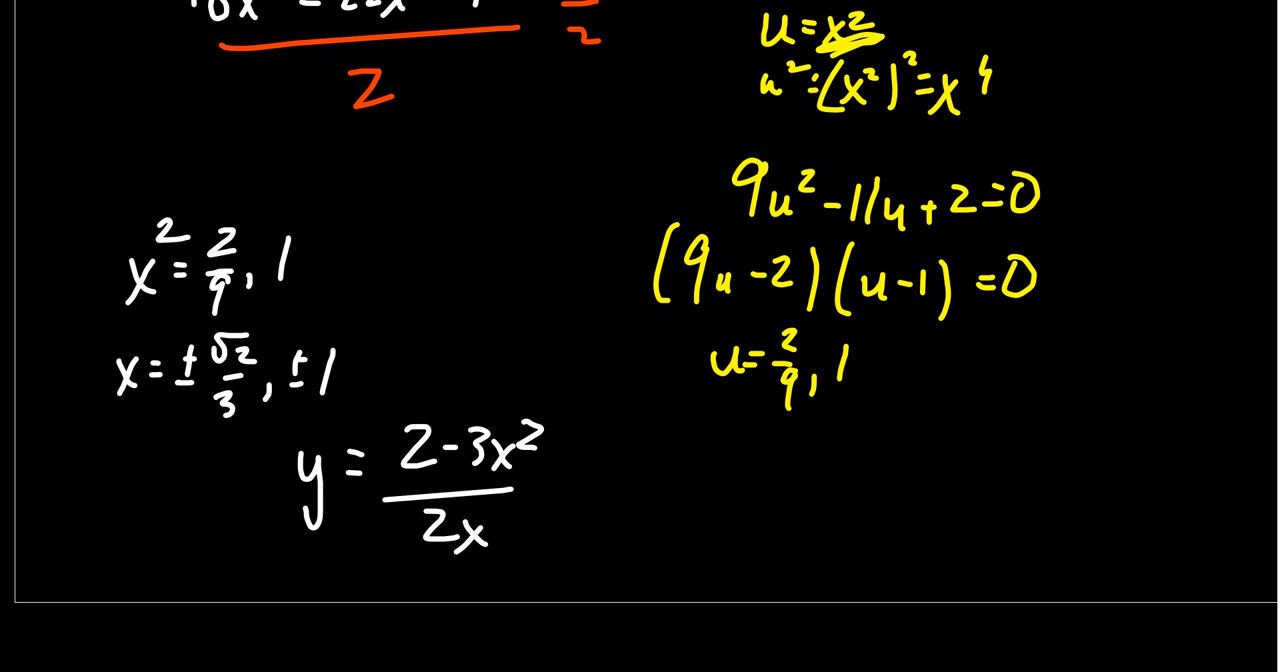 2
2
u = x²
u² = (x²)² = x⁴
9u² - 11u + 2 = 0
(9u - 2)(u - 1) = 0
u = 2/9, 1
x² = 2/9, 1
x = ± √2/3, ± 1
y = 2 - 3x² / 2x